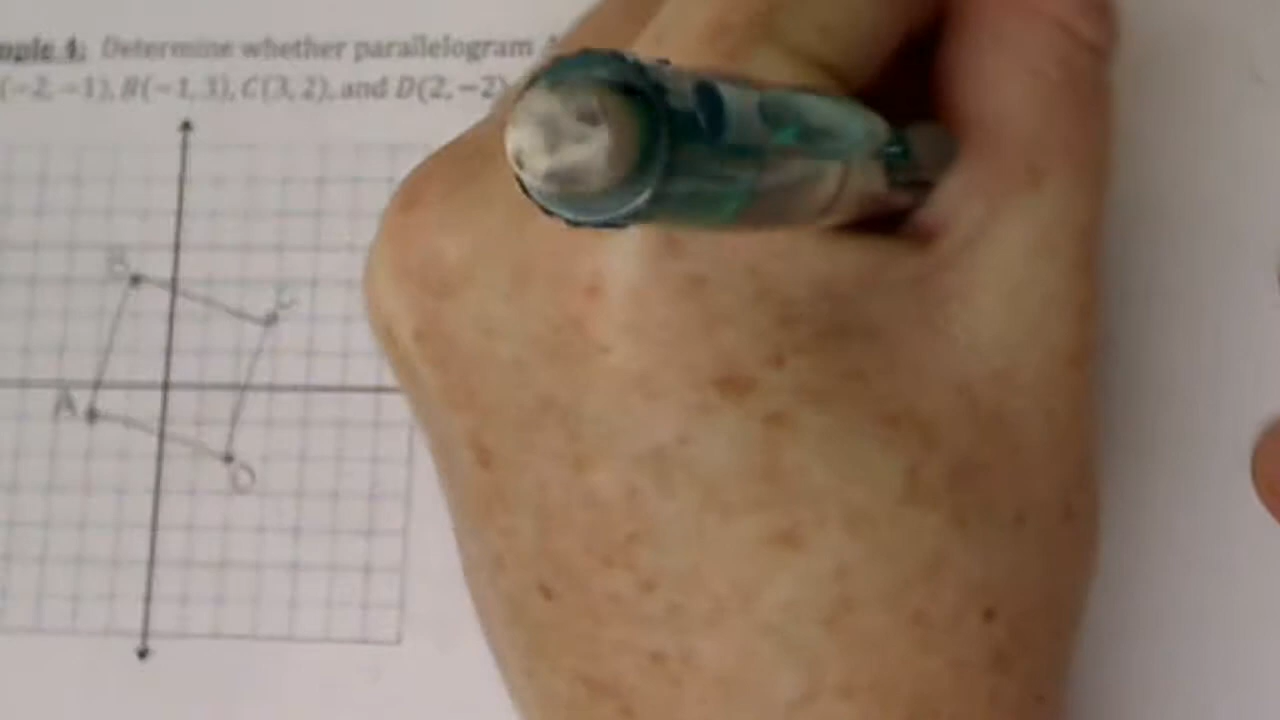 mple 4: Determine whether parallelogram
(−2, −1), B(−1, 3), C(3, 2), and D(2, −2)
B
C
A
D